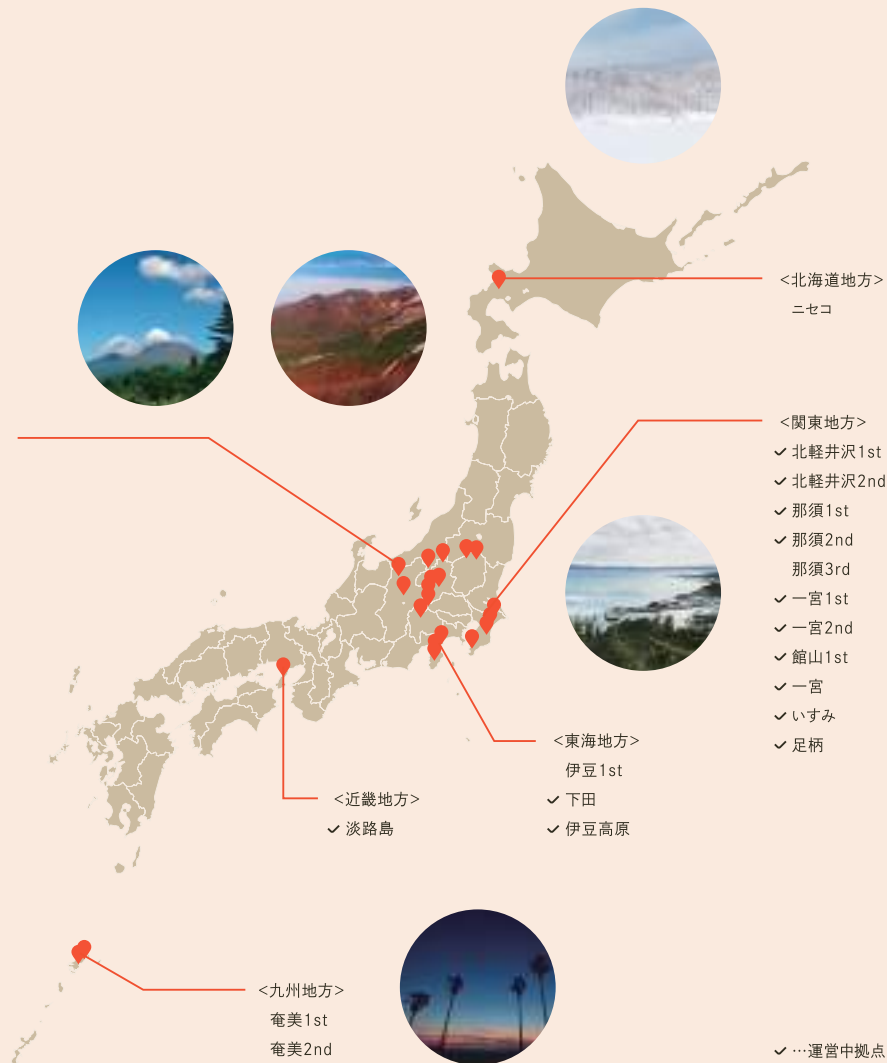 <北海道地方>
ニセコ
<関東地方>
✓ 北軽井沢1st
✓ 北軽井沢2nd
✓ 那須1st
✓ 那須2nd
那須3rd
✓ 一宮1st
✓ 一宮2nd
✓ 館山1st
✓ 一宮
✓ いすみ
✓ 足柄
<東海地方>
伊豆1st
✓ 下田
✓ 伊豆高原
<近畿地方>
✓ 淡路島
<九州地方>
奄美1st
奄美2nd
✓ …運営中拠点